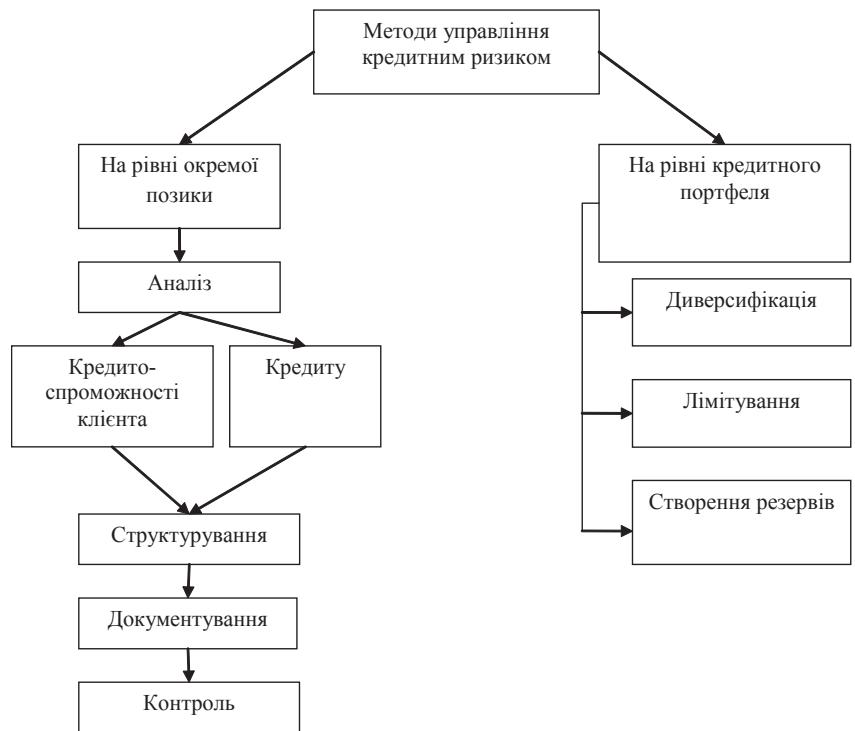 Методи управління
кредитним ризиком
На рівні окремої
позики
На рівні кредитного
портфеля
Аналіз
Кредито-
спроможності
клієнта
Кредиту
Структурування
Документування
Контроль
Диверсифікація
Лімітування
Створення резервів